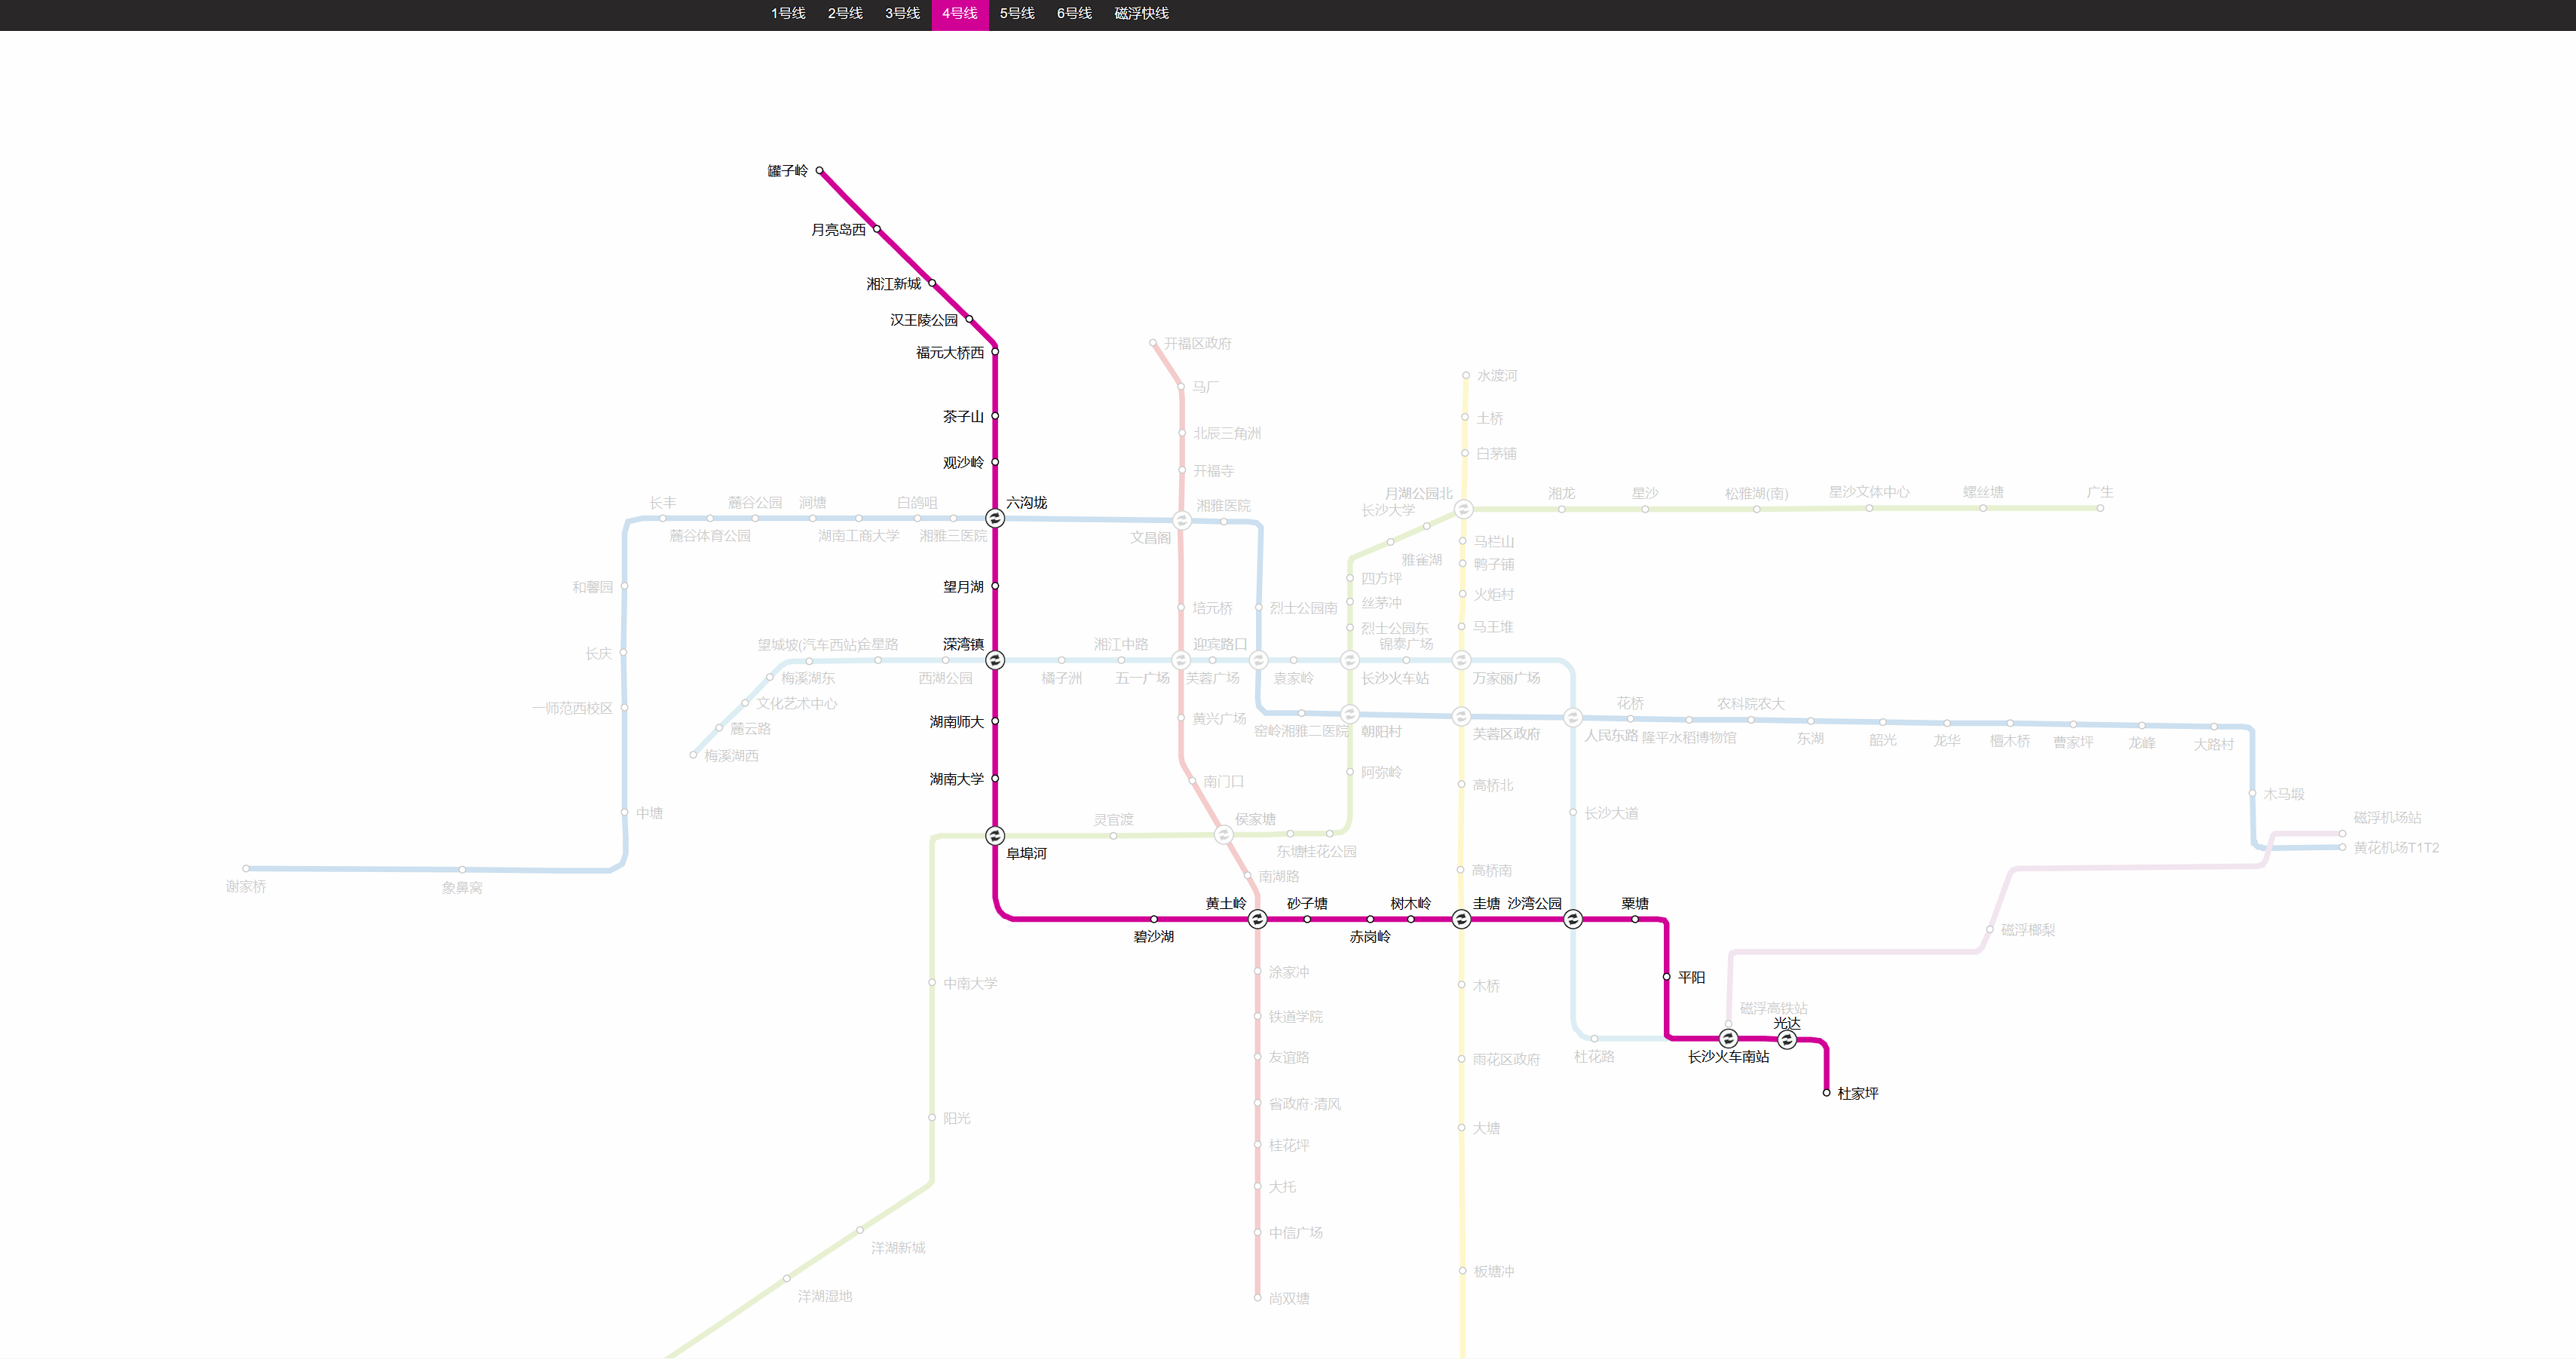 1号线 2号线 3号线 4号线 5号线 6号线 磁浮快线
罐子岭
月亮岛西
湘江新城
汉王陵公园
开福区政府
福元大桥西
水渡河
马厂
茶子山
土桥
北辰三角洲
白茅铺
观沙岭
开福寺
月湖公园北 湘龙 星沙 松雅湖(南) 星沙文体中心 螺丝塘 广生
长丰 麓谷公园 涧塘 白鸽咀 六沟垅 湘雅医院 长沙大学
麓谷体育公园 湖南工商大学 湘雅三医院 文昌阁 马栏山
雅雀湖 鸭子铺
四方坪
和馨园 望月湖 火炬村
培元桥 烈士公园南 丝茅冲
烈士公园东 马王堆
望城坡(汽车西站) 金星路 溁湾镇 湘江中路 迎宾路口 锦泰广场
长庆
梅溪湖东 西湖公园 橘子洲 五一广场 芙蓉广场 袁家岭 长沙火车站 万家丽广场
文化艺术中心 花桥 农科院农大
一师范西校区
麓云路 湖南师大 黄兴广场 窑岭湘雅二医院 朝阳村 芙蓉区政府 人民东路 隆平水稻博物馆 东湖 韶光 龙华 檀木桥 曹家坪 龙峰 大路村
梅溪湖西
湖南大学 南门口 阿弥岭
高桥北 木马塅
中塘 灵官渡 侯家塘 长沙大道 磁浮机场站
阜埠河 东塘 桂花公园 黄花机场T1T2
谢家桥 象鼻窝 南湖路 高桥南
黄土岭 砂子塘 树木岭 圭塘 沙湾公园 粟塘
碧沙湖 赤岗岭 磁浮榔梨
涂家冲 平阳
中南大学 木桥
磁浮高铁站
铁道学院 光达
友谊路 雨花区政府 杜花路 长沙火车南站
杜家坪
省政府·清风
阳光 大塘
桂花坪
大托
中信广场
洋湖新城
板塘冲
洋湖湿地 尚双塘